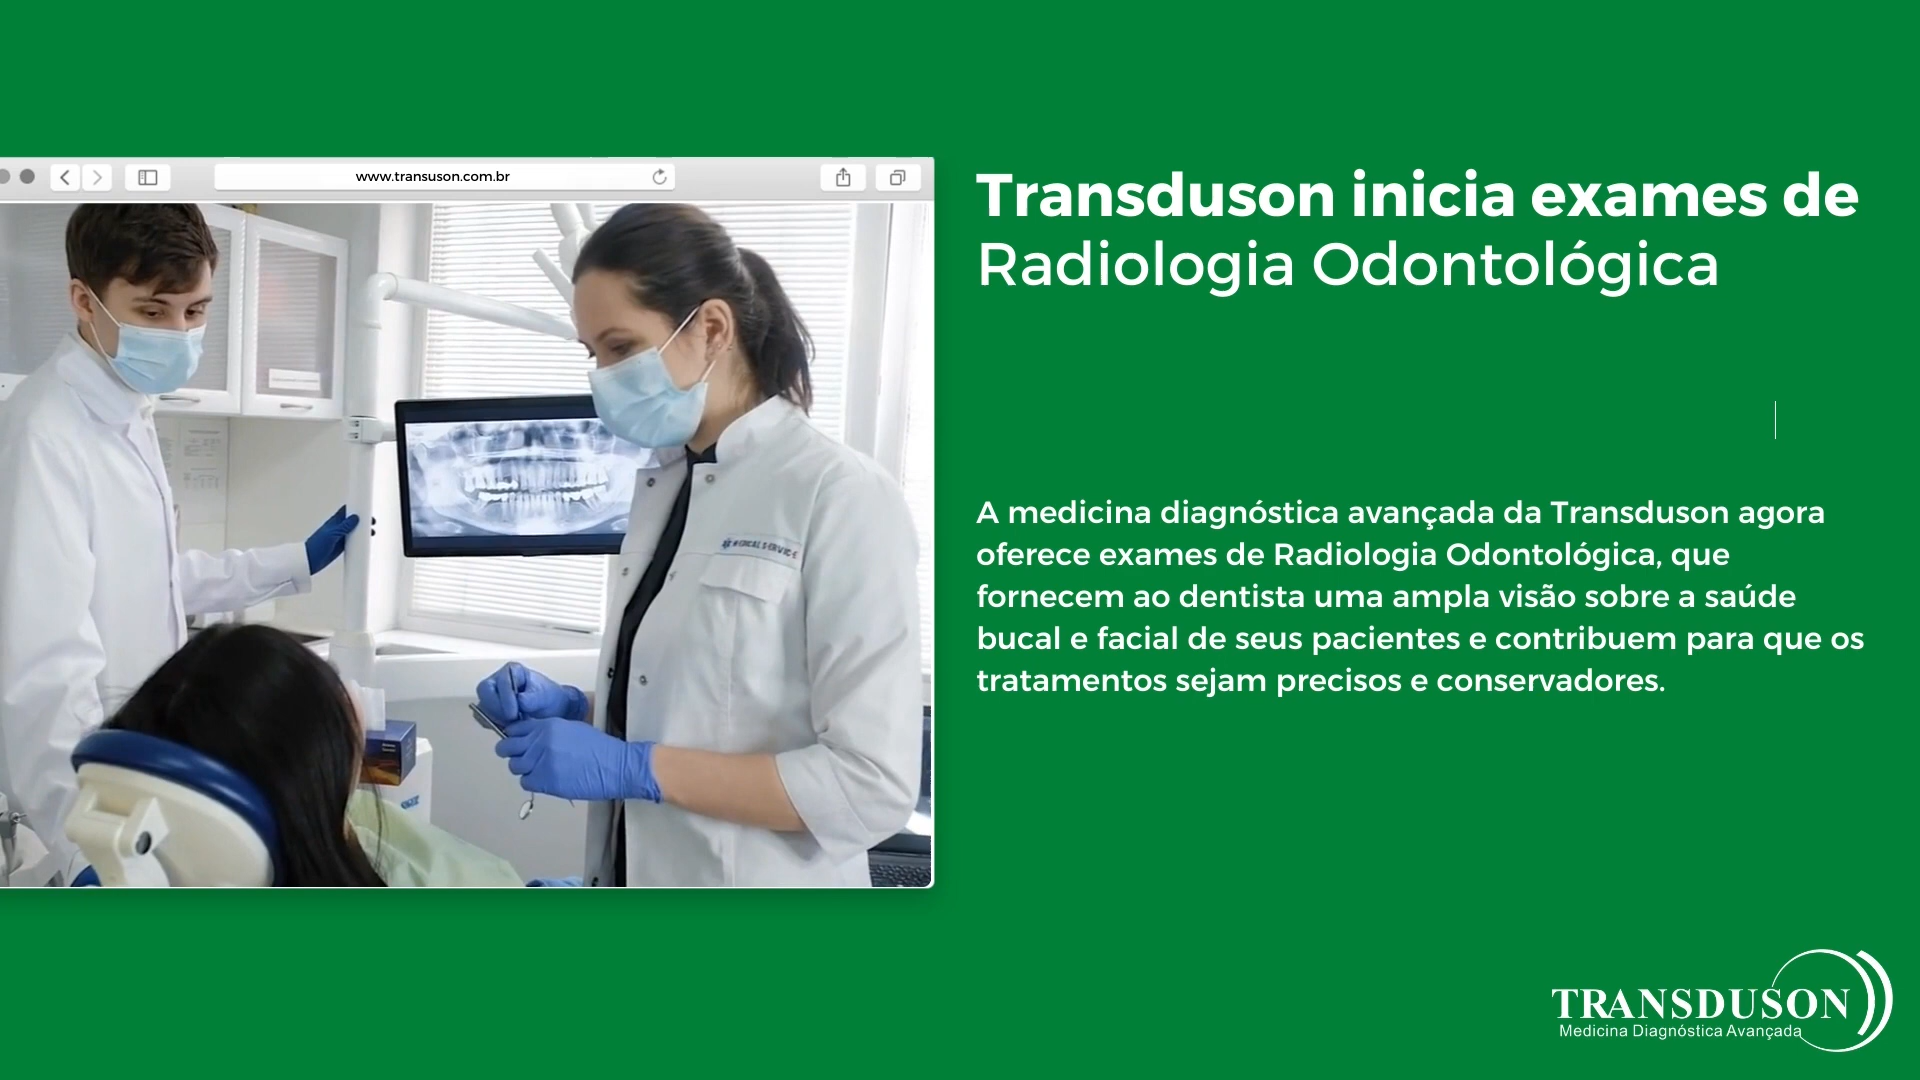 www.transuson.com.br
Transduson inicia exames de
Radiologia Odontológica
MEDICAL SERVICE
A medicina diagnóstica avançada da Transduson agora
oferece exames de Radiologia Odontológica, que
fornecem ao dentista uma ampla visão sobre a saúde
bucal e facial de seus pacientes e contribuem para que os
tratamentos sejam precisos e conservadores.
TRANSDUSON
Medicina Diagnóstica Avançada